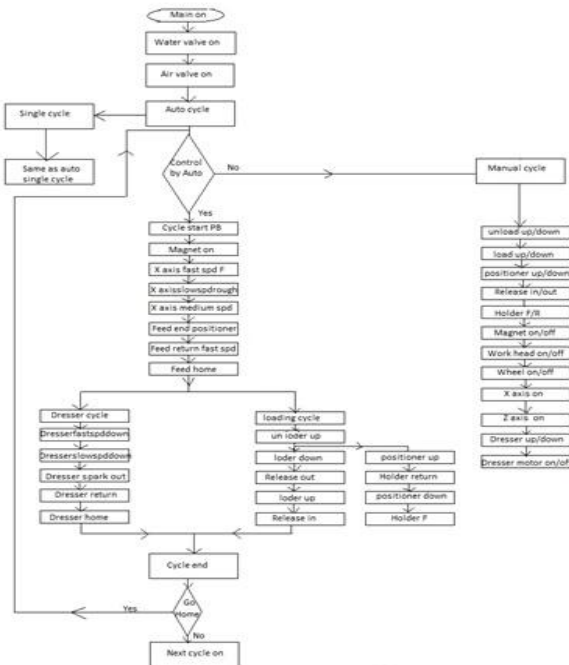 Main on
Water valve on
Air valve on
Auto cycle
Single cycle
Same as auto
single cycle
Control
by Auto
No
Manual cycle
Yes
Cycle start PB
Magnet on
X axis fast spd F
X axisslowspdrough
X axis medium spd
Feed end positioner
Feed return fast spd
Feed home
unload up/down
load up/down
positioner up/down
Release in/out
Holder F/R
Magnet on/off
Work head on/off
Wheel on/off
X axis on
Z axis on
Dresser up/down
Dresser motor on/off
Dresser cycle
Dresserfastspddown
Dresserslowspddown
Dresser spark out
Dresser return
Dresser home
loading cycle
un loder up
loder down
Release out
loder up
Release in
positioner up
Holder return
positioner down
Holder F
Cycle end
Go
Home
Yes
No
Next cycle on